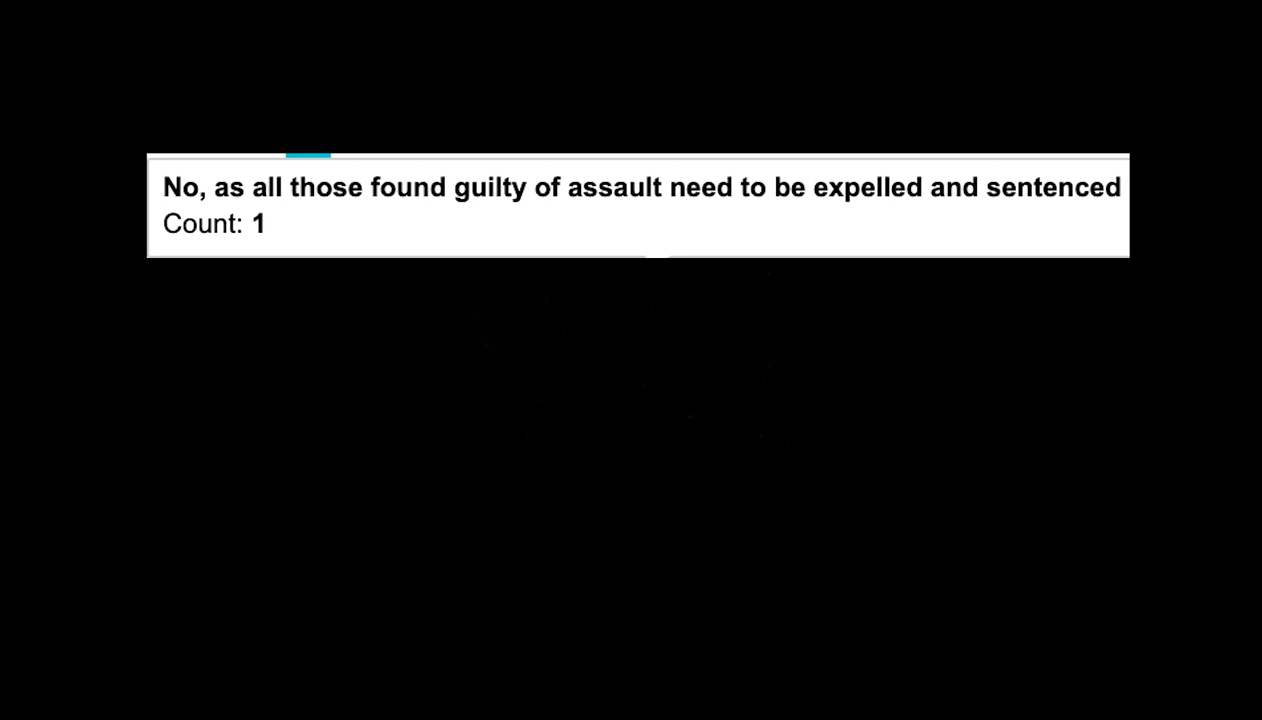 No, as all those found guilty of assault need to be expelled and sentenced
Count: 1